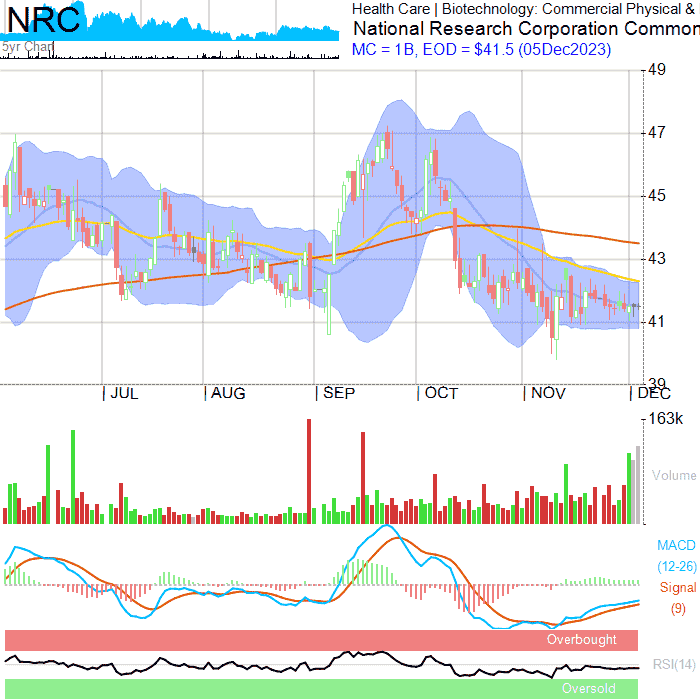 NRC
5yr Chart
Health Care | Biotechnology: Commercial Physical &
National Research Corporation Common
MC = 1B, EOD = $41.5 (05Dec2023)
49
47
45
43
41
39
| JUL
| AUG
| SEP
| OCT
| NOV
| DEC
163k
Volume
MACD
(12-26)
Signal
(9)
Overbought
RSI(14)
Oversold